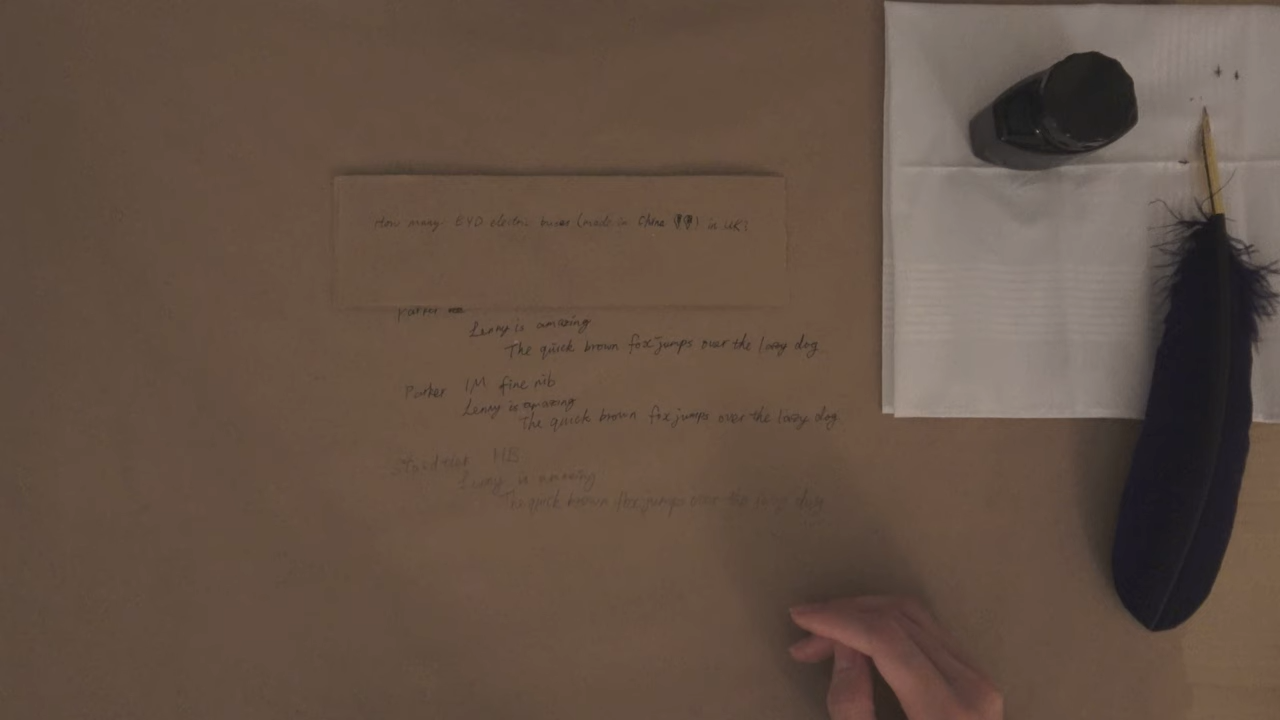 How many BYD electric buses (made in China) in UK?
Parker
Lenny is amazing
The quick brown fox jumps over the lazy dog
Parker IM fine nib
Lenny is amazing
The quick brown fox jumps over the lazy dog
HB
Lenny is amazing
The quick brown fox jumps over the lazy dog